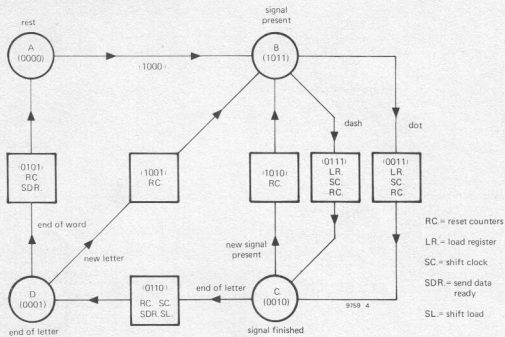 rest
A
(0000)
(1000)
signal
present
B
(1011)
dash
dot
(0101)
RC
SDR.
(1001)
RC.
(1010)
RC.
(0111)
LR.
SC.
RC.
(0011)
LR.
SC.
RC.
end of word
new letter
new signal
present
D
(0001)
end of letter
(0110)
RC. SC.
SDR. SL.
end of letter
C
(0010)
signal finished
9759 4
RC.= reset counters
LR.= load register
SC.= shift clock
SDR.= send data
ready
SL.= shift load